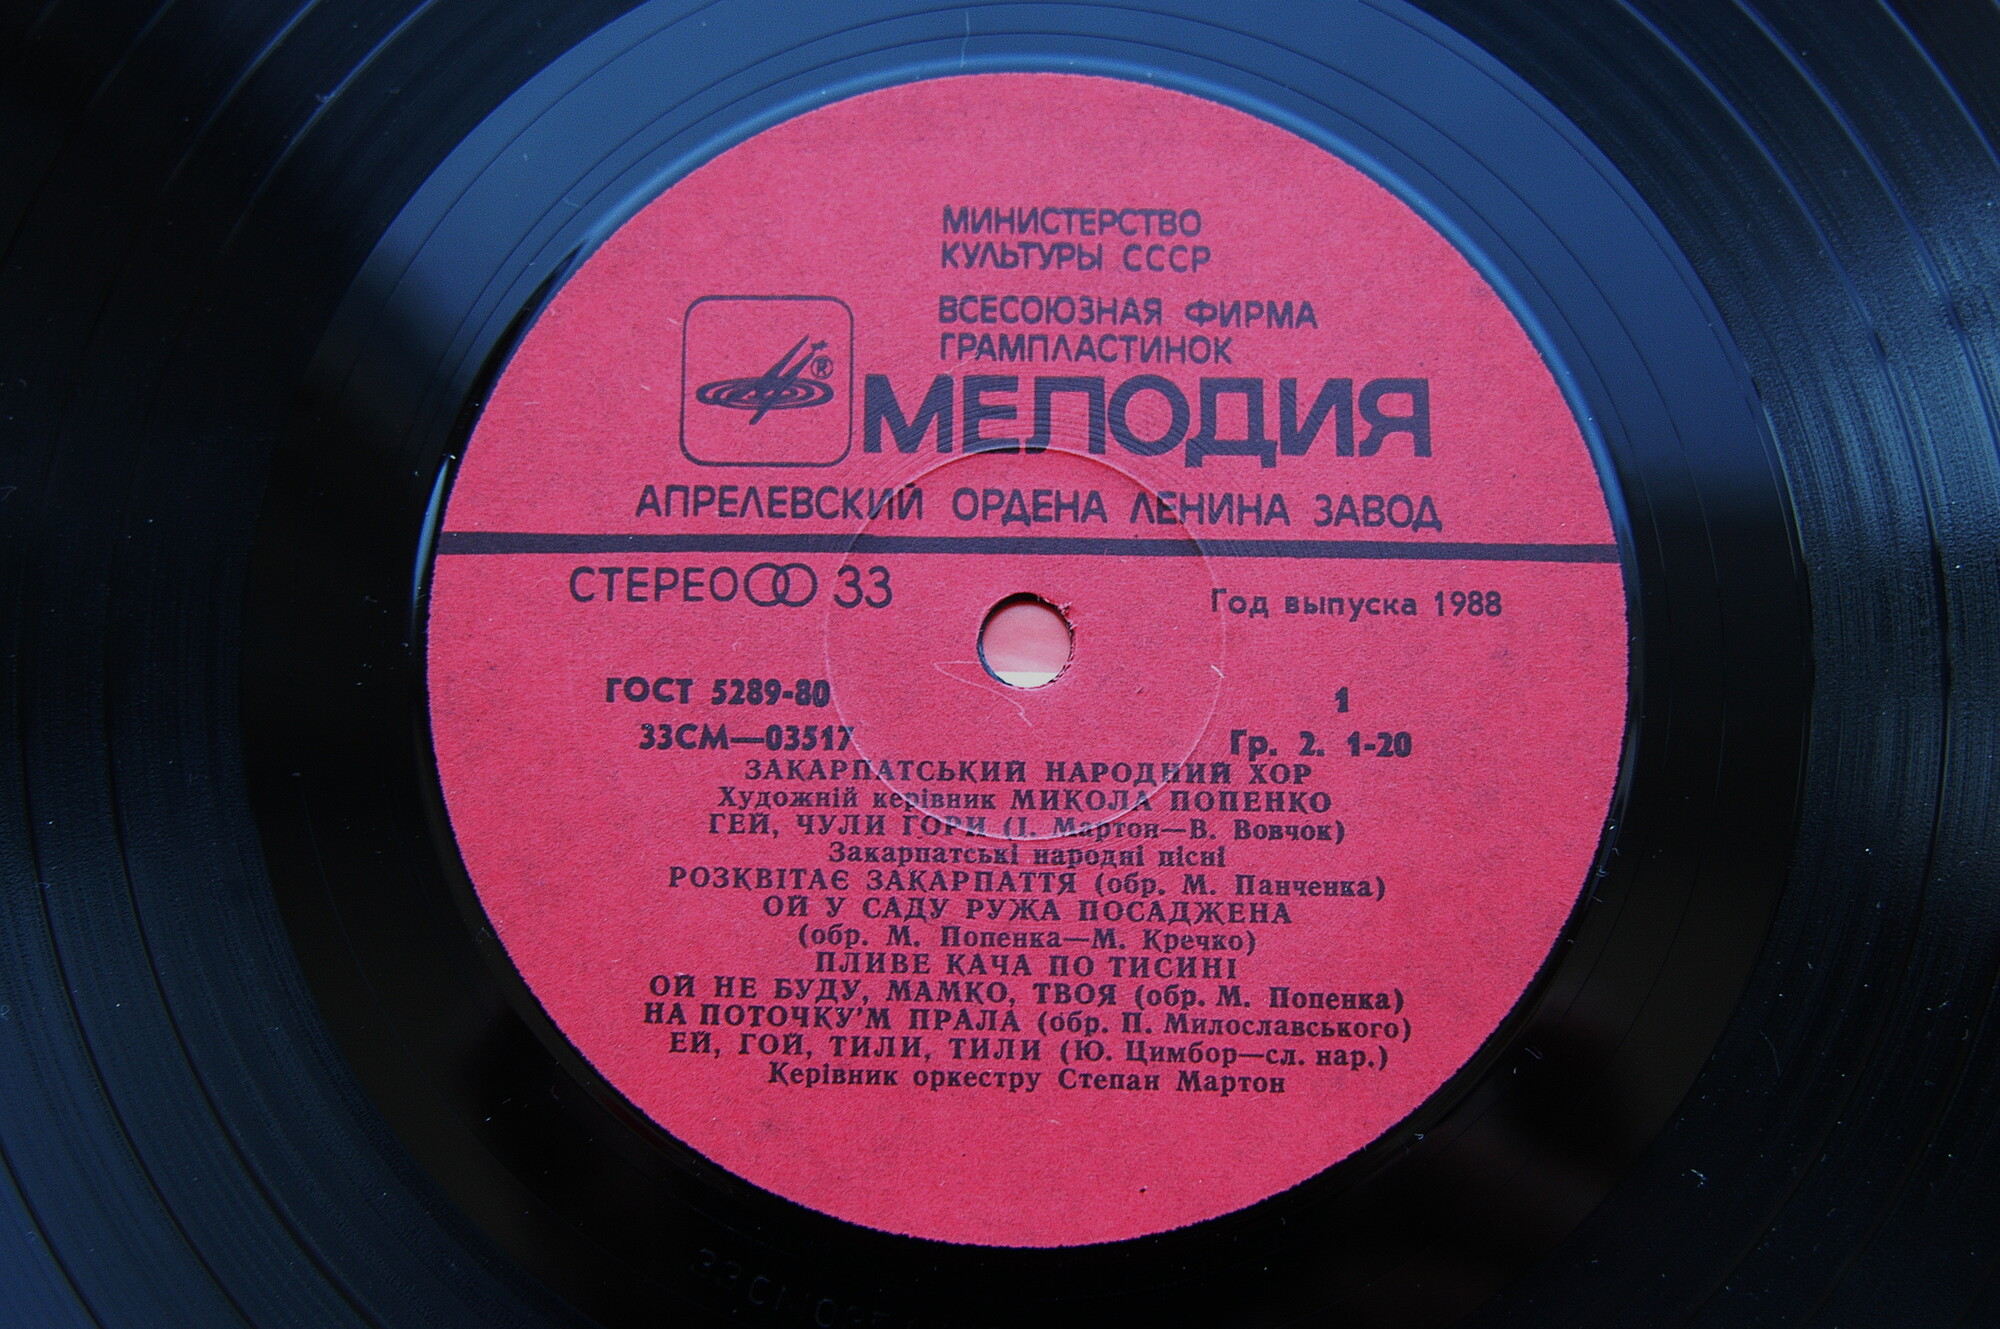 МИНИСТЕРСТВО
КУЛЬТУРЫ СССР
ВСЕСОЮЗНАЯ ФИРМА
ГРАМПЛАСТИНОК
®
МЕЛОДИЯ
АПРЕЛЕВСКИЙ ОРДЕНА ЛЕНИНА ЗАВОД
СТЕРЕО 33
Год выпуска 1988
ГОСТ 5289-80
1
33СМ—03517
Гр. 2. 1-20
ЗАКАРПАТСЬКИЙ НАРОДНИЙ ХОР
Художній керівник МИКОЛА ПОПЕНКО
ГЕЙ, ЧУЛИ ГОРИ (І. Мартон—В. Вовчок)
Закарпатські народні пісні
РОЗКВІТАЄ ЗАКАРПАТТЯ (обр. М. Панченка)
ОЙ У САДУ РУЖА ПОСАДЖЕНА
(обр. М. Попенка—М. Кречко)
ПЛИВЕ КАЧА ПО ТИСИНІ
ОЙ НЕ БУДУ, МАМКО, ТВОЯ (обр. М. Попенка)
НА ПОТОЧКУ'М ПРАЛА (обр. П. Милославського)
ЕЙ, ГОЙ, ТИЛИ, ТИЛИ (Ю. Цимбор—сл. нар.)
Керівник оркестру Степан Мартон